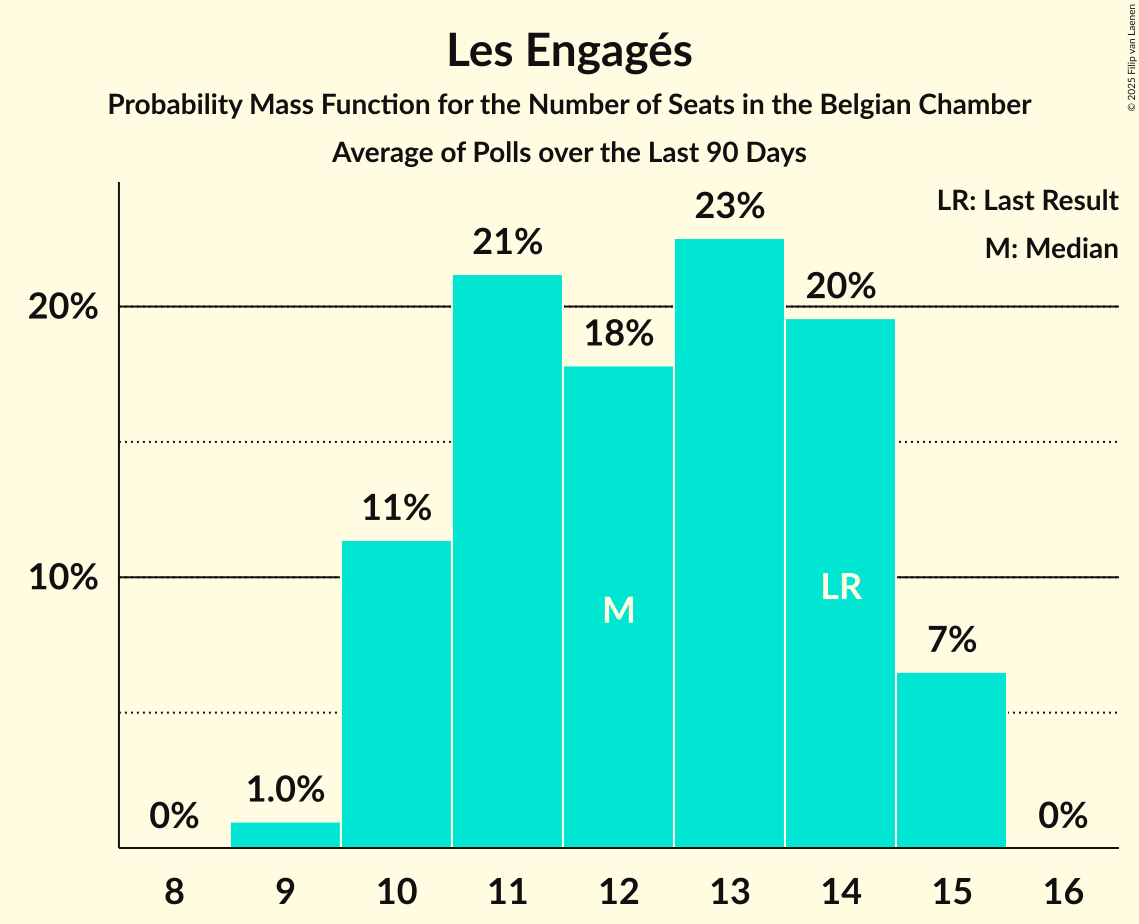 Les Engagés
Probability Mass Function for the Number of Seats in the Belgian Chamber
Average of Polls over the Last 90 Days
© 2025 Filip van Laenen
LR: Last Result
M: Median
20%
10%
0%
1.0%
11%
21%
18%
23%
20%
7%
0%
M
LR
8 9 10 11 12 13 14 15 16